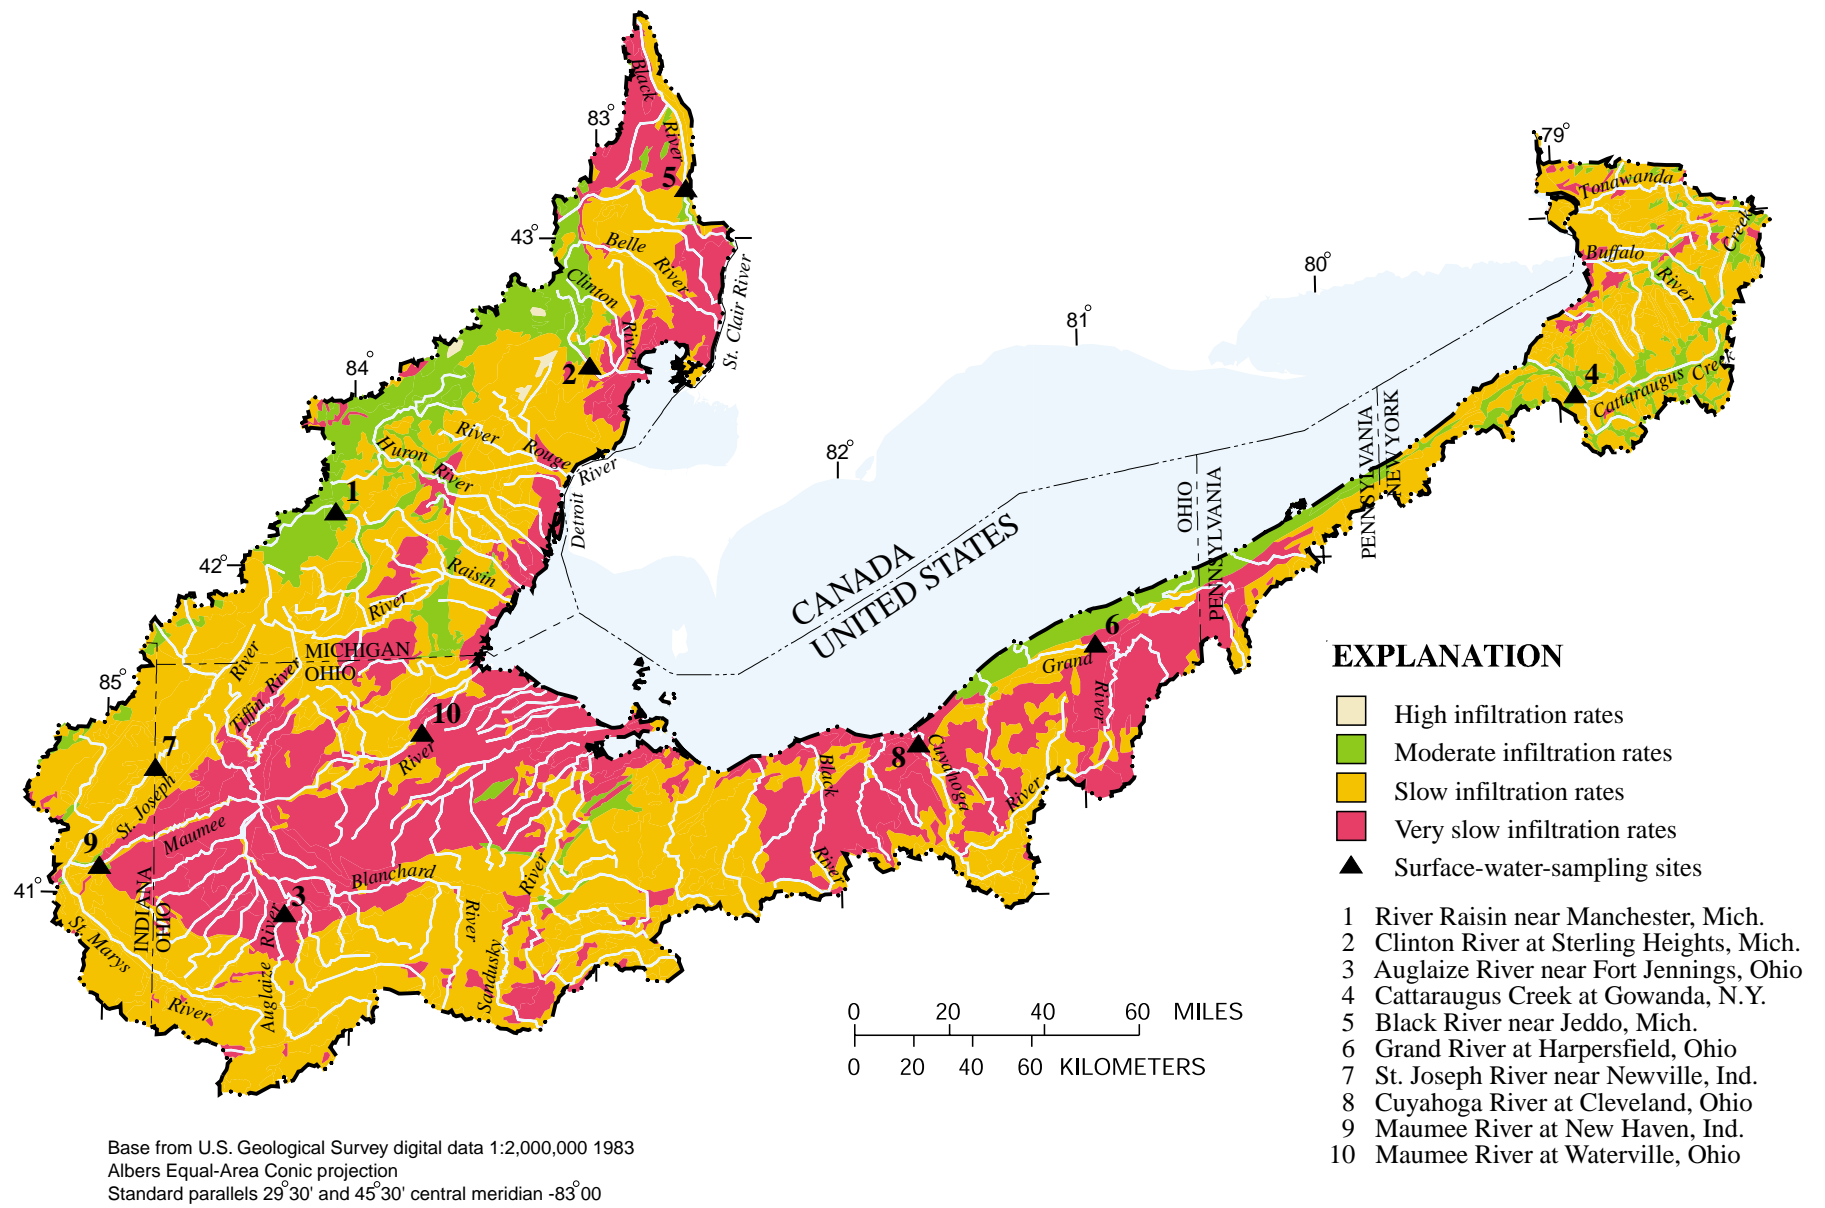 Black
River
83°
5
79°
Tonawanda
Creek
43°
Belle
River
Buffalo
River
Clinton
River
St. Clair River
80°
81°
84°
2
4
Cattaraugus Creek
82°
River
Rouge
River
Huron River
Detroit
1
PENNSYLVANIA
NEW YORK
OHIO
PENNSYLVANIA
CANADA
UNITED STATES
42°
Raisin
River
6
Grand
River
MICHIGAN
OHIO
River
Tiffin River
85°
10
River
7
St. Joseph
Maumee
8
Cuyahoga
River
Black
River
9
41°
Blanchard
River
River
3
INDIANA
OHIO
St. Marys
River
Auglaize
River
Sandusky
EXPLANATION
High infiltration rates
Moderate infiltration rates
Slow infiltration rates
Very slow infiltration rates
Surface-water-sampling sites
1 River Raisin near Manchester, Mich.
2 Clinton River at Sterling Heights, Mich.
3 Auglaize River near Fort Jennings, Ohio
4 Cattaraugus Creek at Gowanda, N.Y.
5 Black River near Jeddo, Mich.
6 Grand River at Harpersfield, Ohio
7 St. Joseph River near Newville, Ind.
8 Cuyahoga River at Cleveland, Ohio
9 Maumee River at New Haven, Ind.
10 Maumee River at Waterville, Ohio
0 20 40 60 MILES
0 20 40 60 KILOMETERS
Base from U.S. Geological Survey digital data 1:2,000,000 1983
Albers Equal-Area Conic projection
Standard parallels 29°30' and 45°30' central meridian -83°00